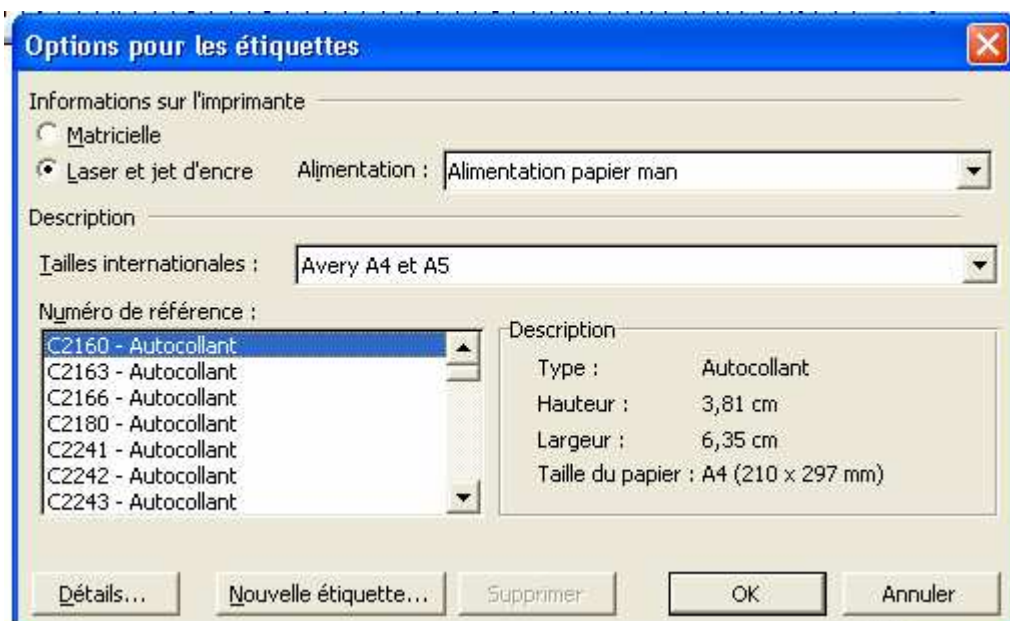 Options pour les étiquettes
Informations sur l'imprimante
Matricielle
Laser et jet d'encre Alimentation : Alimentation papier man
Description
Tailles internationales : Avery A4 et A5
Numéro de référence :
C2160 - Autocollant
C2163 - Autocollant
C2166 - Autocollant
C2180 - Autocollant
C2241 - Autocollant
C2242 - Autocollant
C2243 - Autocollant
Description
Type : Autocollant
Hauteur : 3,81 cm
Largeur : 6,35 cm
Taille du papier : A4 (210 x 297 mm)
Détails... Nouvelle étiquette... Supprimer OK Annuler